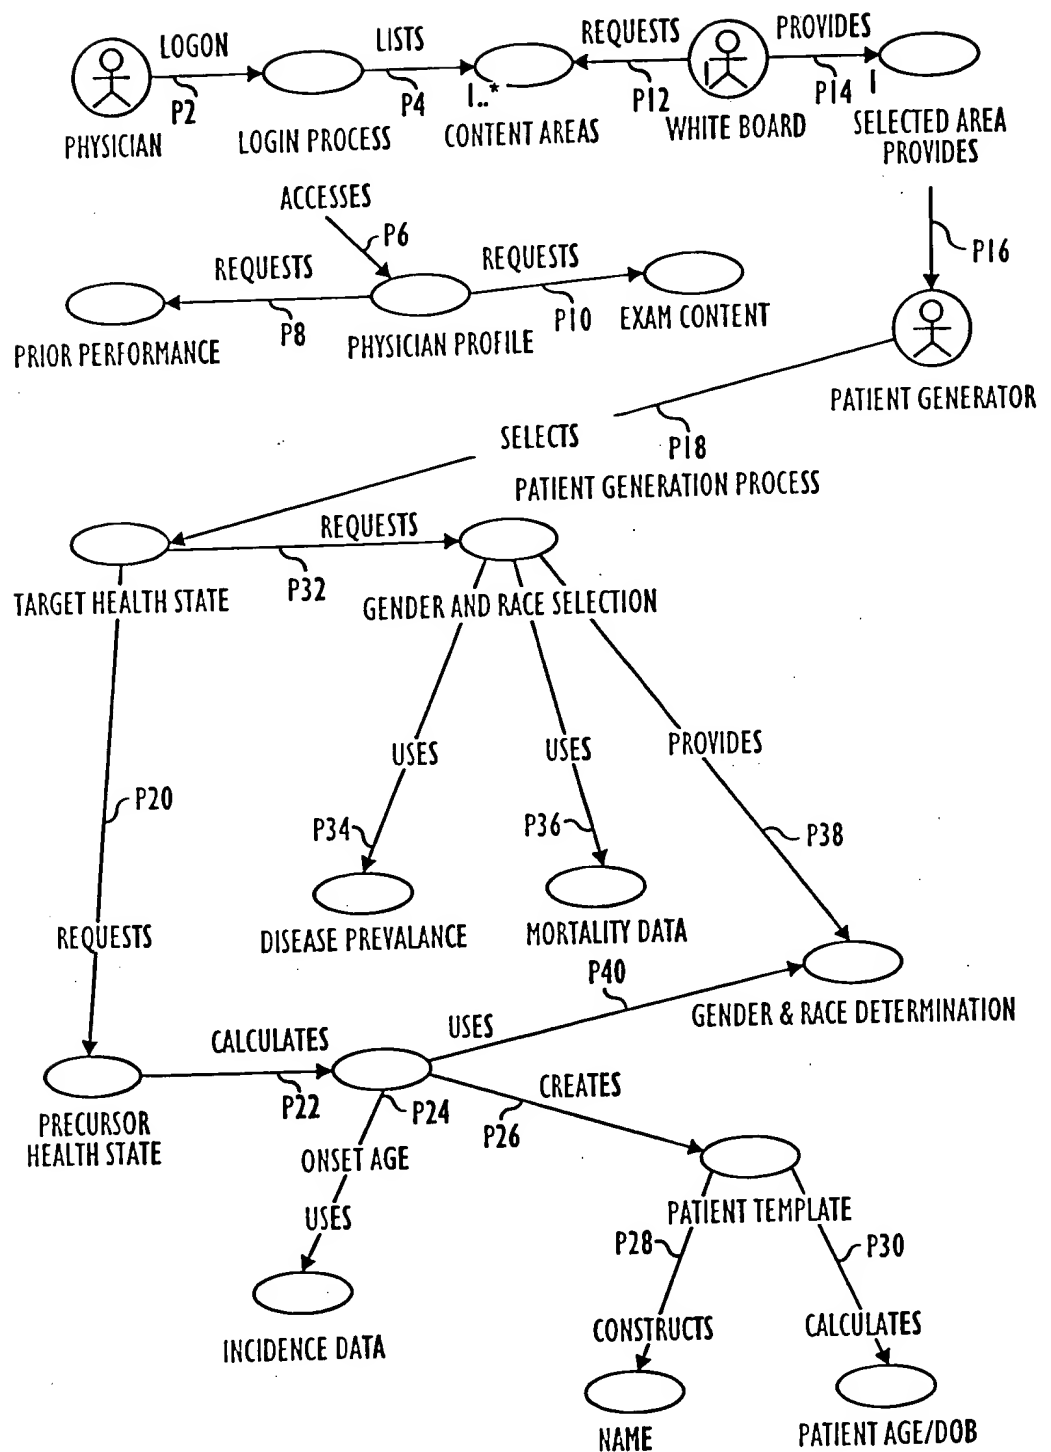 LOGON
LISTS
REQUESTS
PROVIDES
P2
P4
1..*
P12
P14
1
PHYSICIAN
LOGIN PROCESS
CONTENT AREAS
WHITE BOARD
SELECTED AREA
PROVIDES
ACCESSES
P6
P16
REQUESTS
REQUESTS
P8
P10
PRIOR PERFORMANCE
PHYSICIAN PROFILE
EXAM CONTENT
PATIENT GENERATOR
SELECTS
P18
PATIENT GENERATION PROCESS
REQUESTS
P32
TARGET HEALTH STATE
GENDER AND RACE SELECTION
USES
USES
PROVIDES
P20
P34
P36
P38
REQUESTS
DISEASE PREVALANCE
MORTALITY DATA
P40
GENDER & RACE DETERMINATION
CALCULATES
USES
P22
P24
CREATES
P26
PRECURSOR
HEALTH STATE
ONSET AGE
USES
PATIENT TEMPLATE
P28
P30
INCIDENCE DATA
CONSTRUCTS
CALCULATES
NAME
PATIENT AGE/DOB